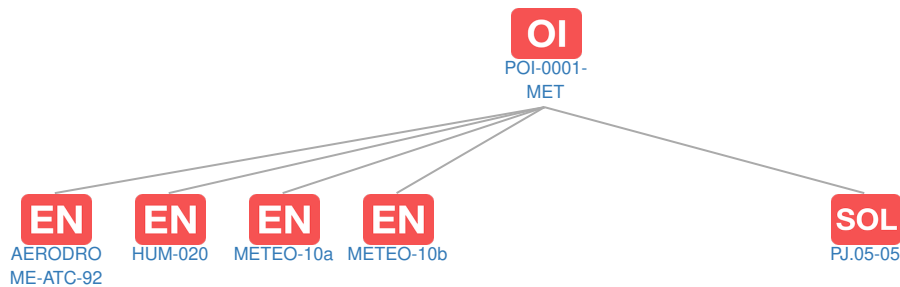 OI
POI-0001-
MET
EN EN EN EN SOL
AERODRO HUM-020 METEO-10a METEO-10b PJ.05-05
ME-ATC-92